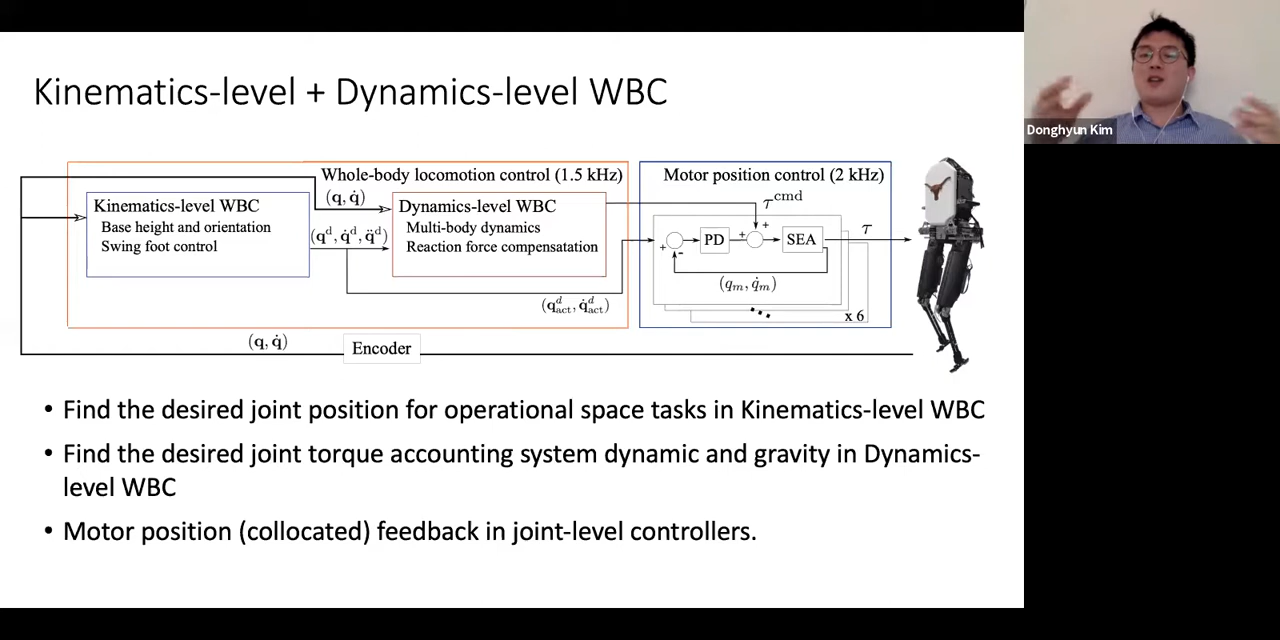 Kinematics-level + Dynamics-level WBC
Donghyun Kim
Whole-body locomotion control (1.5 kHz)
Motor position control (2 kHz)
(q, q̇)
τ^cmd
Kinematics-level WBC
Base height and orientation
Swing foot control
(q^d, q̇^d, q̈^d)
Dynamics-level WBC
Multi-body dynamics
Reaction force compensatation
+
-
PD
+
+
SEA
τ
(q_m, q̇_m)
(q^d_act, q̇^d_act)
...
x 6
(q, q̇)
Encoder
• Find the desired joint position for operational space tasks in Kinematics-level WBC
• Find the desired joint torque accounting system dynamic and gravity in Dynamics-
level WBC
• Motor position (collocated) feedback in joint-level controllers.